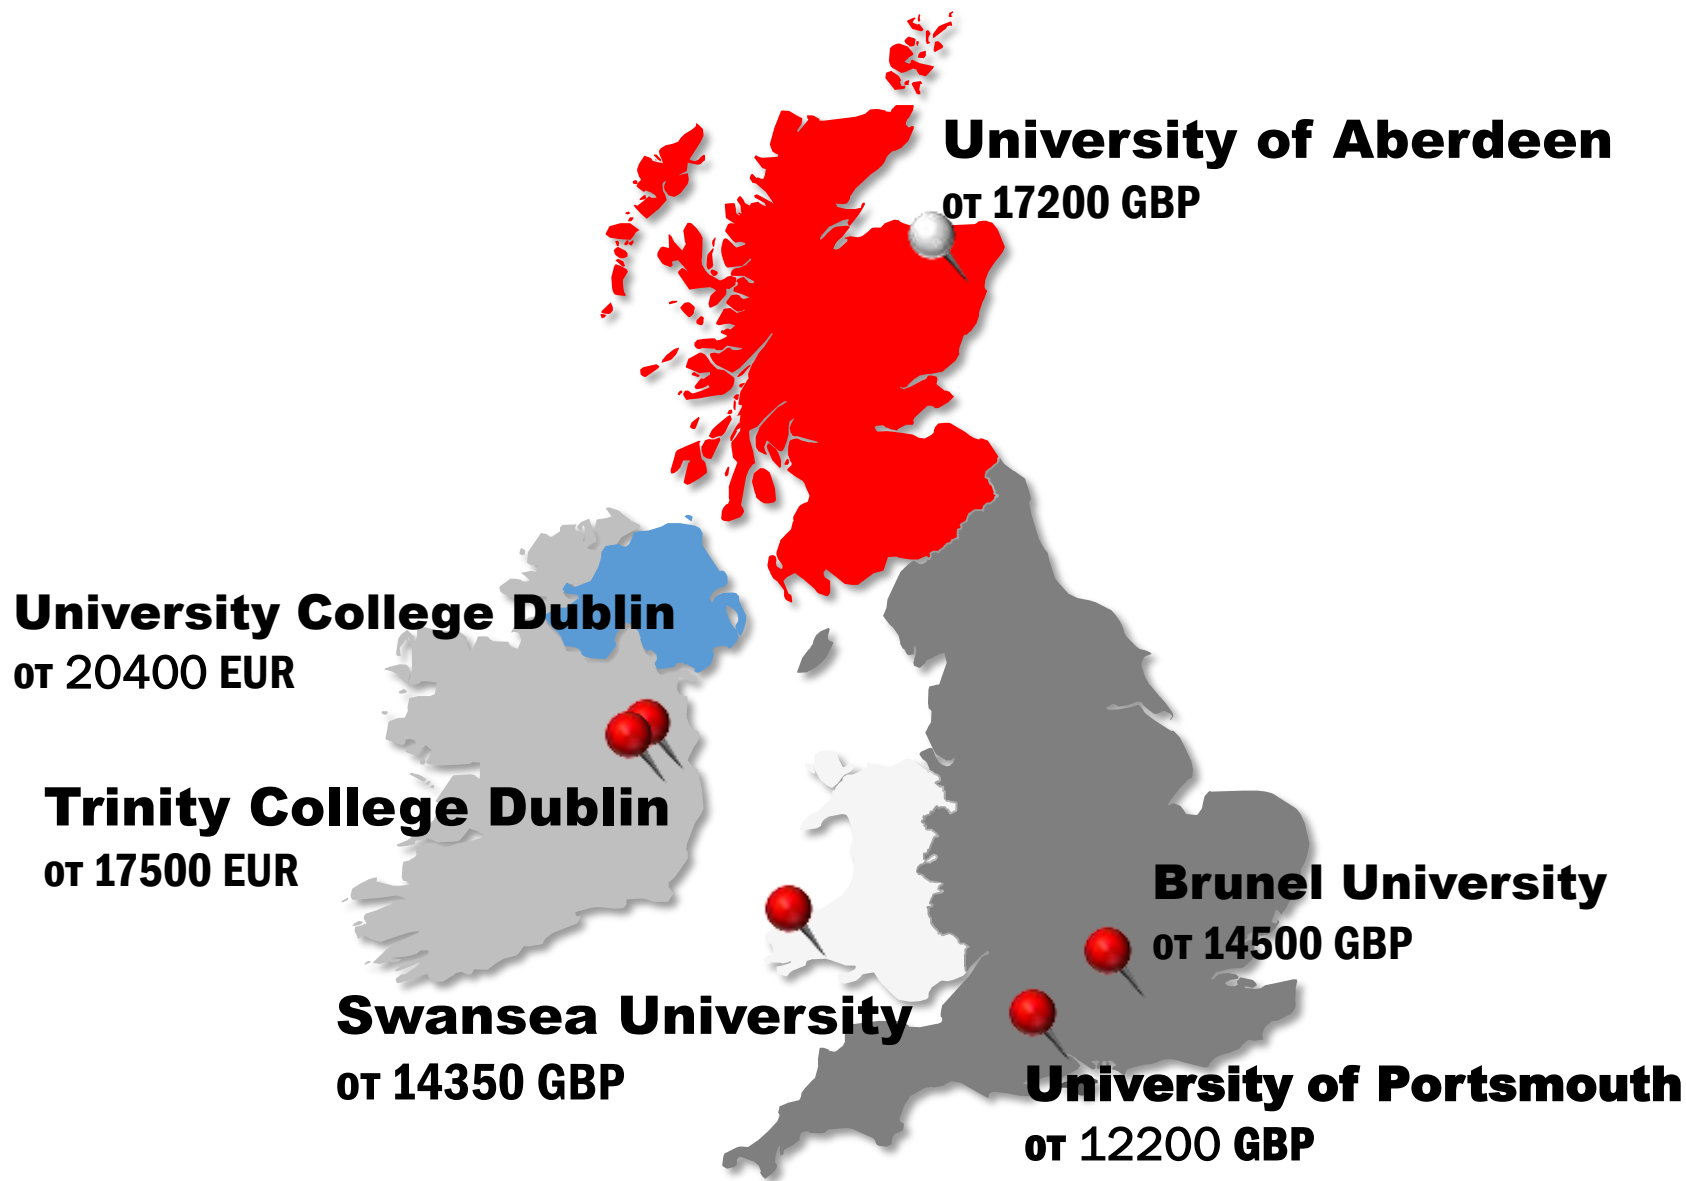 University of Aberdeen
от 17200 GBP
University College Dublin
от 20400 EUR
Trinity College Dublin
от 17500 EUR
Brunel University
от 14500 GBP
Swansea University
от 14350 GBP
University of Portsmouth
от 12200 GBP